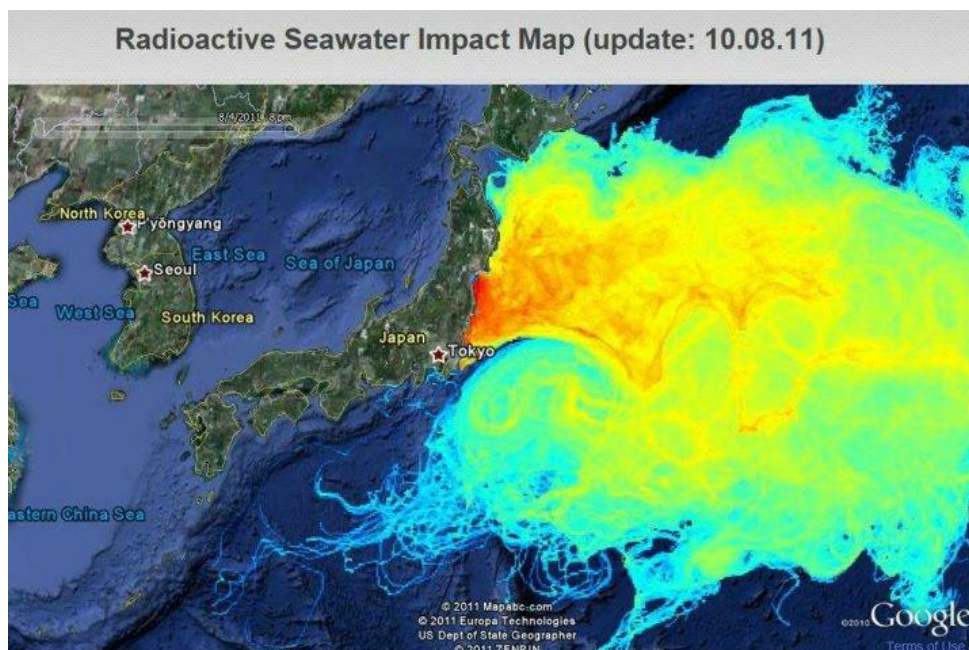 Radioactive Seawater Impact Map (update: 10.08.11)
8/4/2011 8 pm
North Korea
Pyongyang
East Sea
Sea of Japan
Seoul
Sea
West Sea
South Korea
Japan
Tokyo
astern China Sea
© 2011 Mapabc.com
© 2011 Europa Technologies
US Dept of State Geographer
© 2011 ZENRIN
©2010 Google
Terms of Use